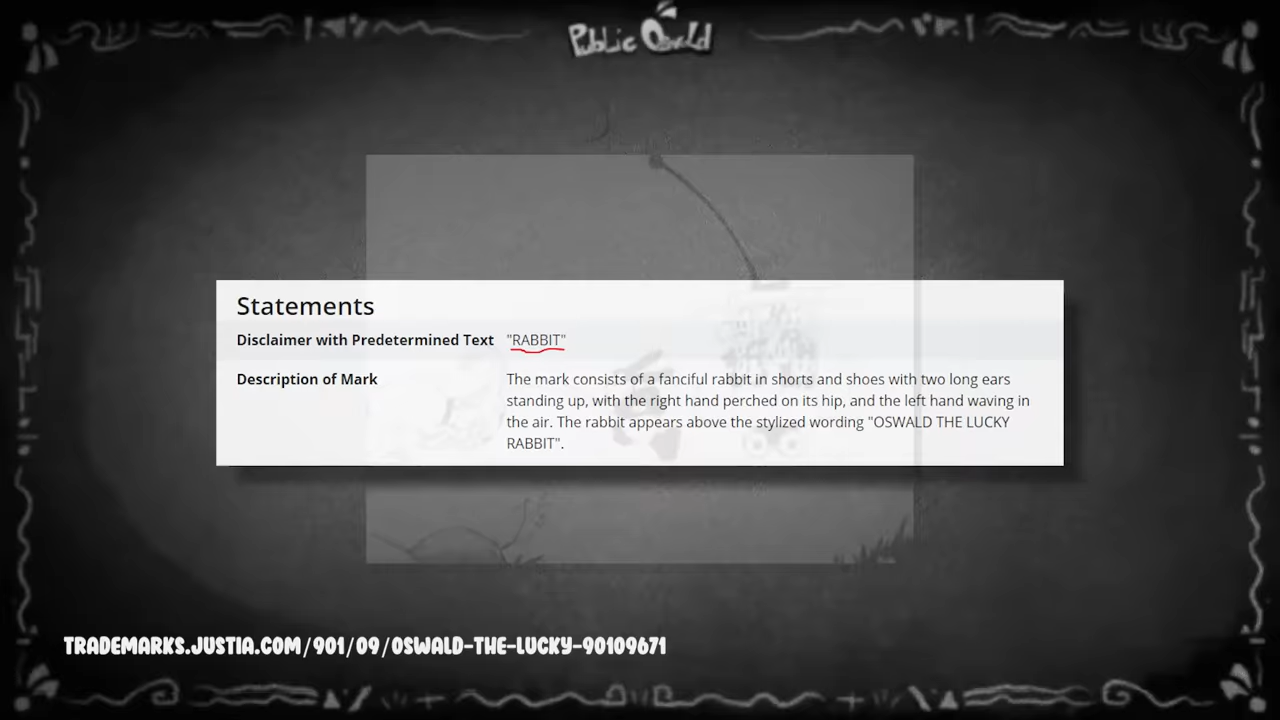 Public Oswald
Statements
Disclaimer with Predetermined Text "RABBIT"
Description of Mark The mark consists of a fanciful rabbit in shorts and shoes with two long ears
standing up, with the right hand perched on its hip, and the left hand waving in
the air. The rabbit appears above the stylized wording "OSWALD THE LUCKY
RABBIT".
TRADEMARKS.JUSTIA.COM/901/09/OSWALD-THE-LUCKY-90109671